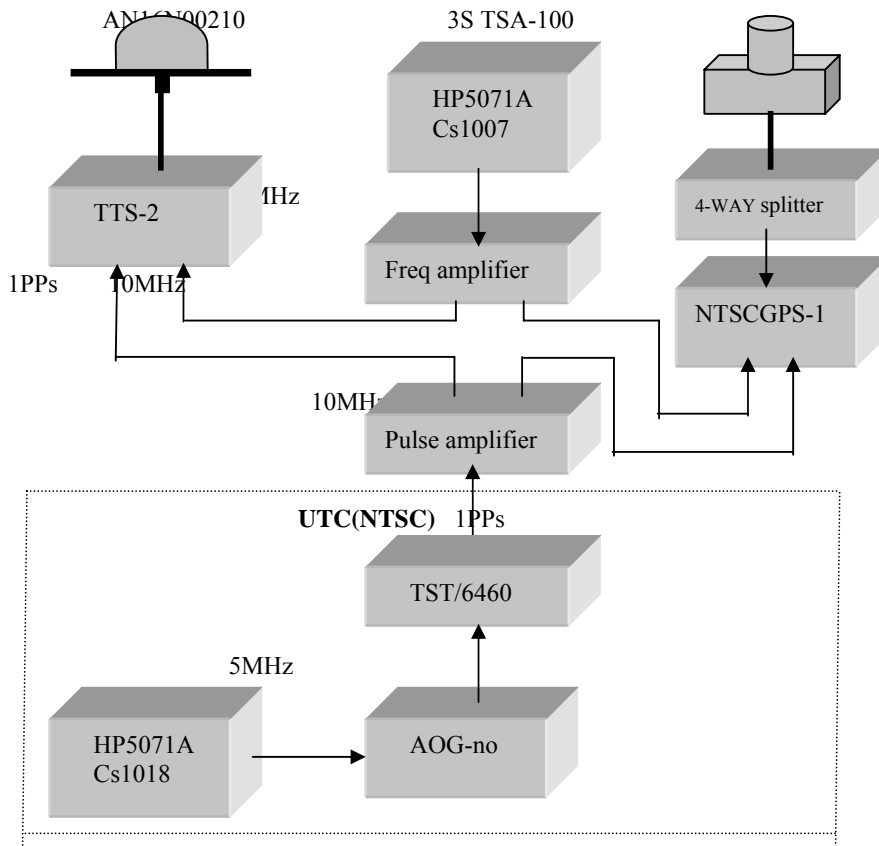 3S TSA-100
HP5071A
Cs1007
TTS-2
4-WAY splitter
Freq amplifier
1PPs
10MHz
NTSCGPS-1
10MHz
Pulse amplifier
UTC(NTSC) 1PPs
TST/6460
5MHz
HP5071A
Cs1018
AOG-no